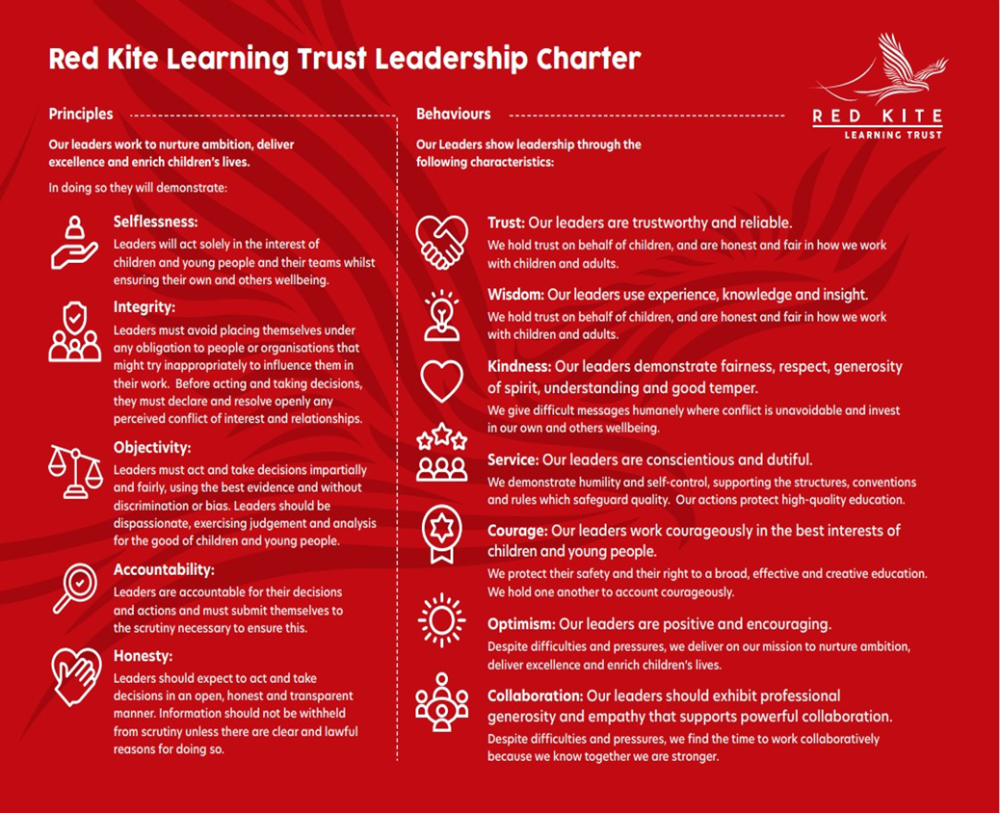 Red Kite Learning Trust Leadership Charter
RED KITE
LEARNING TRUST
Principles
Our leaders work to nurture ambition, deliver
excellence and enrich children's lives.
In doing so they will demonstrate:
Selflessness:
Leaders will act solely in the interest of
children and young people and their teams whilst
ensuring their own and others wellbeing.
Integrity:
Leaders must avoid placing themselves under
any obligation to people or organisations that
might try inappropriately to influence them in
their work.  Before acting and taking decisions,
they must declare and resolve openly any
perceived conflict of interest and relationships.
Objectivity:
Leaders must act and take decisions impartially
and fairly, using the best evidence and without
discrimination or bias. Leaders should be
dispassionate, exercising judgement and analysis
for the good of children and young people.
Accountability:
Leaders are accountable for their decisions
and actions and must submit themselves to
the scrutiny necessary to ensure this.
Honesty:
Leaders should expect to act and take
decisions in an open, honest and transparent
manner. Information should not be withheld
from scrutiny unless there are clear and lawful
reasons for doing so.
Behaviours
Our Leaders show leadership through the
following characteristics:
Trust: Our leaders are trustworthy and reliable.
We hold trust on behalf of children, and are honest and fair in how we work
with children and adults.
Wisdom: Our leaders use experience, knowledge and insight.
We hold trust on behalf of children, and are honest and fair in how we work
with children and adults.
Kindness: Our leaders demonstrate fairness, respect, generosity
of spirit, understanding and good temper.
We give difficult messages humanely where conflict is unavoidable and invest
in our own and others wellbeing.
Service: Our leaders are conscientious and dutiful.
We demonstrate humility and self-control, supporting the structures, conventions
and rules which safeguard quality.  Our actions protect high-quality education.
Courage: Our leaders work courageously in the best interests of
children and young people.
We protect their safety and their right to a broad, effective and creative education.
We hold one another to account courageously.
Optimism: Our leaders are positive and encouraging.
Despite difficulties and pressures, we deliver on our mission to nurture ambition,
deliver excellence and enrich children's lives.
Collaboration: Our leaders should exhibit professional
generosity and empathy that supports powerful collaboration.
Despite difficulties and pressures, we find the time to work collaboratively
because we know together we are stronger.